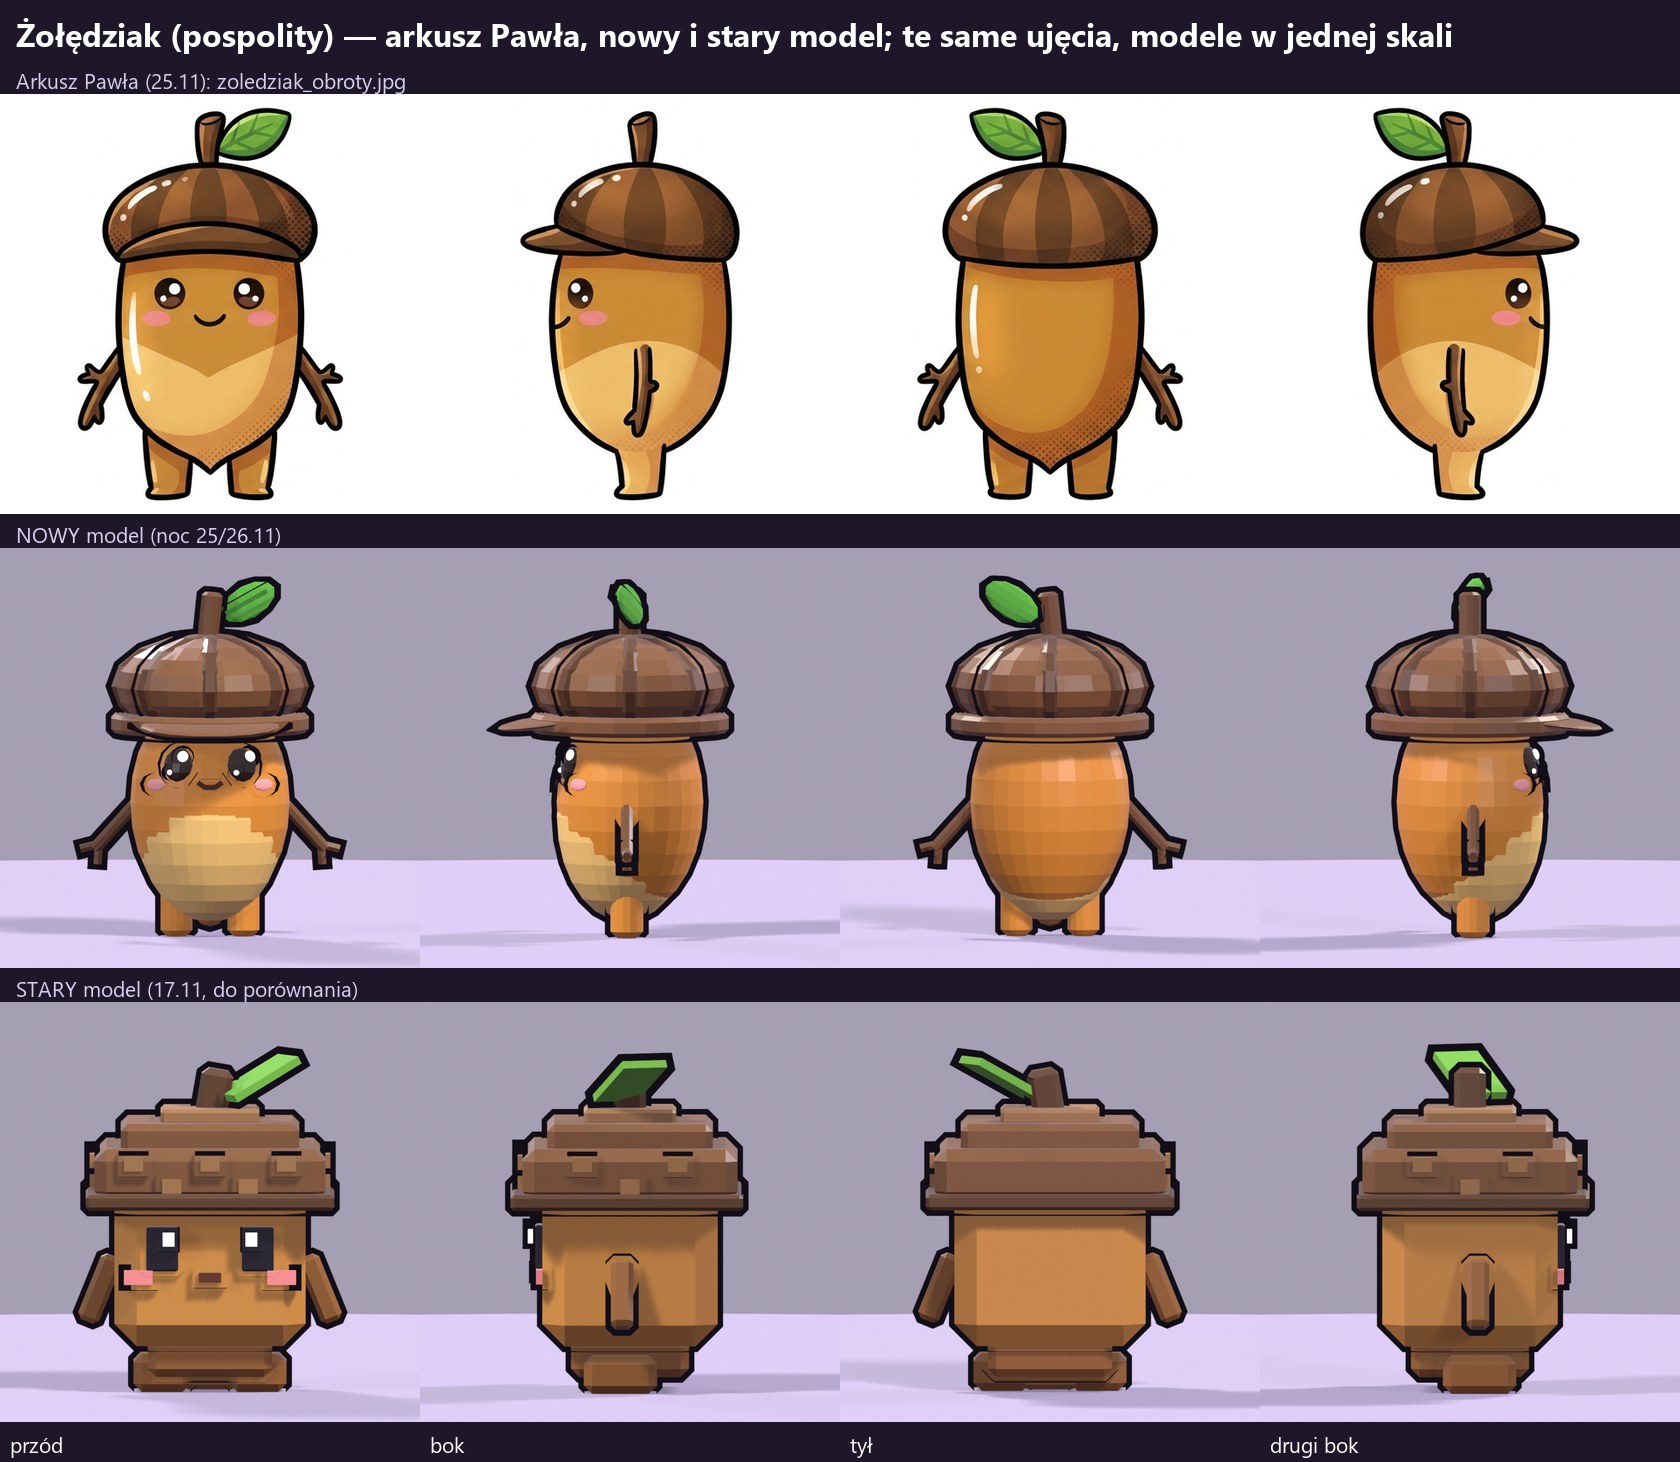 Żołędziak (pospolity) — arkusz Pawła, nowy i stary model; te same ujęcia, modele w jednej skali
Arkusz Pawła (25.11): zoledziak_obroty.jpg
NOWY model (noc 25/26.11)
STARY model (17.11, do porównania)
przód
bok
tył
drugi bok